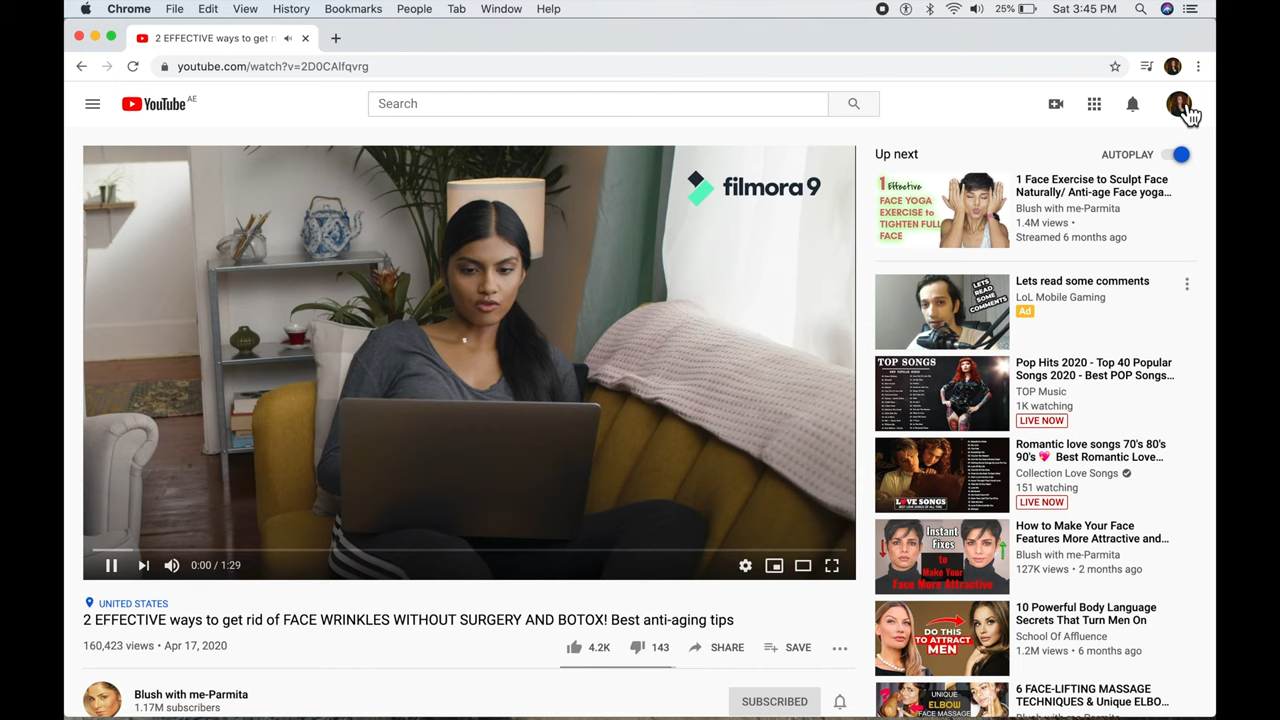 Chrome File Edit View History Bookmarks People Tab Window Help 25% Sat 3:45 PM
2 EFFECTIVE ways to get ri
youtube.com/watch?v=2D0CAIfqvrg
YouTube AE
Search
filmora9
0:00 / 1:29
UNITED STATES
2 EFFECTIVE ways to get rid of FACE WRINKLES WITHOUT SURGERY AND BOTOX! Best anti-aging tips
160,423 views • Apr 17, 2020
4.2K 143 SHARE SAVE
Blush with me-Parmita
1.17M subscribers
SUBSCRIBED
Up next
AUTOPLAY
1 Effective
FACE YOGA
EXERCISE to
TIGHTEN FULL
FACE
1 Face Exercise to Sculpt Face
Naturally/ Anti-age Face yoga...
Blush with me-Parmita
1.4M views •
Streamed 6 months ago
LETS
READ
SOME
COMMENTS
Lets read some comments
LoL Mobile Gaming
Ad
TOP SONGS
Pop Hits 2020 - Top 40 Popular
Songs 2020 - Best POP Songs...
TOP Music
1K watching
LIVE NOW
LOVE SONGS
Romantic love songs 70's 80's
90's 💖 Best Romantic Love...
Collection Love Songs
151 watching
LIVE NOW
Instant
Fixes
to
Make Your
Face More Attractive
How to Make Your Face
Features More Attractive and...
Blush with me-Parmita
127K views • 2 months ago
DO THIS
TO ATTRACT
MEN
10 Powerful Body Language
Secrets That Turn Men On
School Of Affluence
1.2M views • 6 months ago
UNIQUE
ELBOW
FACE MASSAGE
6 FACE-LIFTING MASSAGE
TECHNIQUES & Unique ELBO...